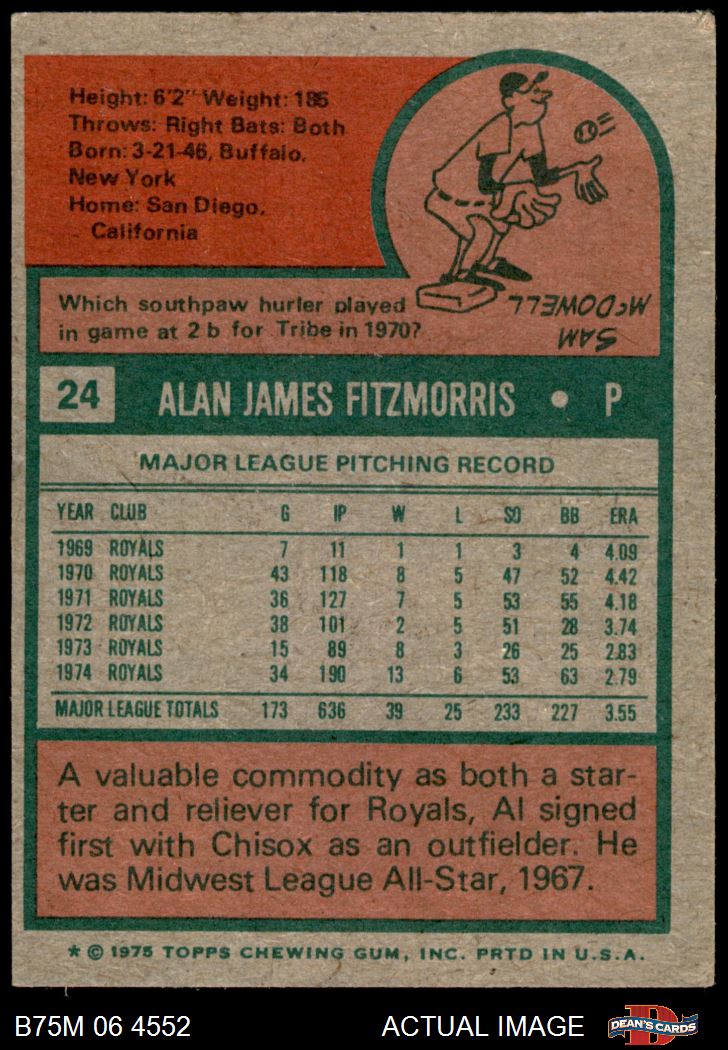 Height: 6'2" Weight: 185
Throws: Right Bats: Both
Born: 3-21-46, Buffalo,
New York
Home: San Diego,
California
Which southpaw hurler played
in game at 2 b for Tribe in 1970?
SAM
McDOWELL
24 ALAN JAMES FITZMORRIS • P
MAJOR LEAGUE PITCHING RECORD
YEAR CLUB G IP W L SO BB ERA
1969 ROYALS 7 11 1 1 3 4 4.09
1970 ROYALS 43 118 8 5 47 52 4.42
1971 ROYALS 36 127 7 5 53 55 4.18
1972 ROYALS 38 101 2 5 51 28 3.74
1973 ROYALS 15 89 8 3 26 25 2.83
1974 ROYALS 34 190 13 6 53 63 2.79
MAJOR LEAGUE TOTALS 173 636 39 25 233 227 3.55
A valuable commodity as both a star-
ter and reliever for Royals, Al signed
first with Chisox as an outfielder. He
was Midwest League All-Star, 1967.
* © 1975 TOPPS CHEWING GUM, INC. PRTD IN U.S.A.
B75M 06 4552 ACTUAL IMAGE D DEAN'S CARDS